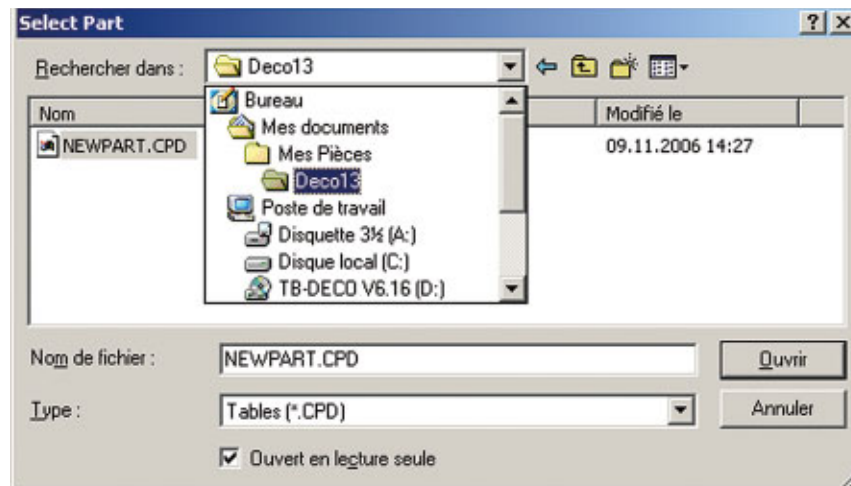 Select Part
Rechercher dans :
Deco13
Nom
Modifié le
NEWPART.CPD
09.11.2006 14:27
Bureau
Mes documents
Mes Pièces
Deco13
Poste de travail
Disquette 3½ (A:)
Disque local (C:)
TB-DECO V6.16 (D:)
Nom de fichier :
NEWPART.CPD
Ouvrir
Type :
Tables (*.CPD)
Annuler
Ouvert en lecture seule